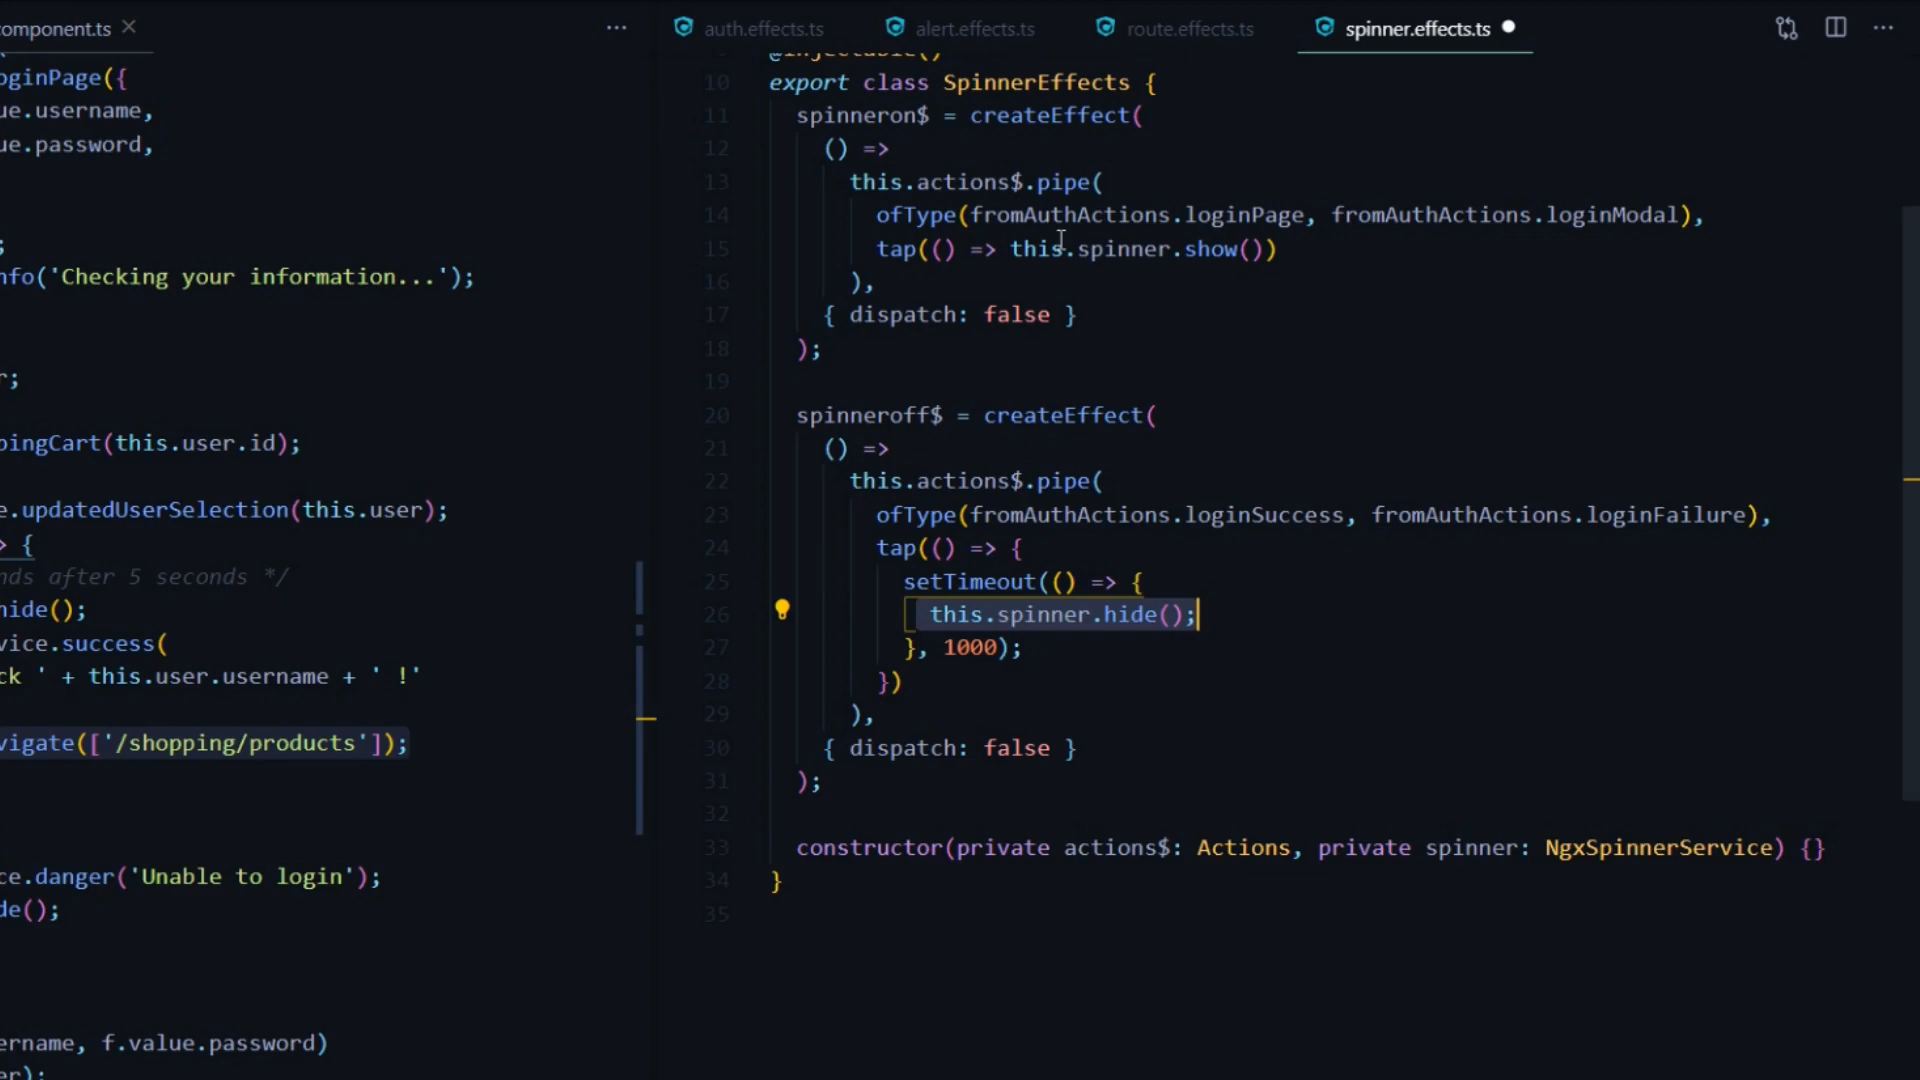 component.ts
auth.effects.ts
alert.effects.ts
route.effects.ts
spinner.effects.ts
oginPage({
ue.username,
ue.password,
;
nfo('Checking your information...');
r;
pingCart(this.user.id);
e.updatedUserSelection(this.user);
> {
nds after 5 seconds */
hide();
vice.success(
ck ' + this.user.username + ' !'
vigate(['/shopping/products']);
ce.danger('Unable to login');
de();
ername, f.value.password)
er);
@Injectable()
10 export class SpinnerEffects {
11 spinneron$ = createEffect(
12 () =>
13 this.actions$.pipe(
14 ofType(fromAuthActions.loginPage, fromAuthActions.loginModal),
15 tap(() => this.spinner.show())
16 ),
17 { dispatch: false }
18 );
19
20 spinneroff$ = createEffect(
21 () =>
22 this.actions$.pipe(
23 ofType(fromAuthActions.loginSuccess, fromAuthActions.loginFailure),
24 tap(() => {
25 setTimeout(() => {
26 this.spinner.hide();
27 }, 1000);
28 })
29 ),
30 { dispatch: false }
31 );
32
33 constructor(private actions$: Actions, private spinner: NgxSpinnerService) {}
34 }
35